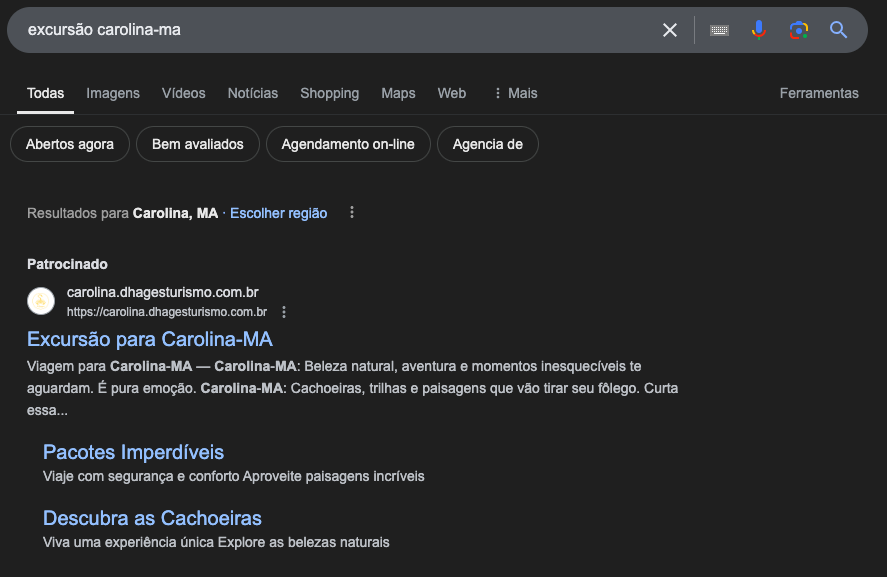 excursão carolina-ma
Todas Imagens Vídeos Notícias Shopping Maps Web Mais Ferramentas
Abertos agora Bem avaliados Agendamento on-line Agencia de
Resultados para Carolina, MA · Escolher região
Patrocinado
carolina.dhagesturismo.com.br
https://carolina.dhagesturismo.com.br
Excursão para Carolina-MA
Viagem para Carolina-MA — Carolina-MA: Beleza natural, aventura e momentos inesquecíveis te
aguardam. É pura emoção. Carolina-MA: Cachoeiras, trilhas e paisagens que vão tirar seu fôlego. Curta
essa...
Pacotes Imperdíveis
Viaje com segurança e conforto Aproveite paisagens incríveis
Descubra as Cachoeiras
Viva uma experiência única Explore as belezas naturais